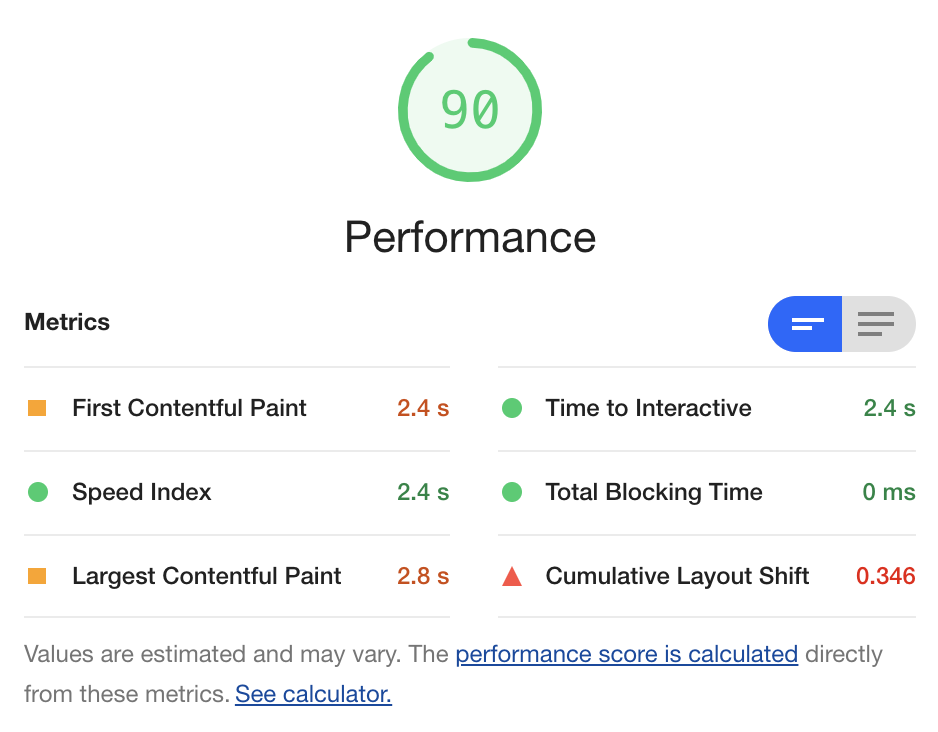 90
Performance
Metrics
First Contentful Paint 2.4 s
Time to Interactive 2.4 s
Speed Index 2.4 s
Total Blocking Time 0 ms
Largest Contentful Paint 2.8 s
Cumulative Layout Shift 0.346
Values are estimated and may vary. The performance score is calculated directly
from these metrics. See calculator.